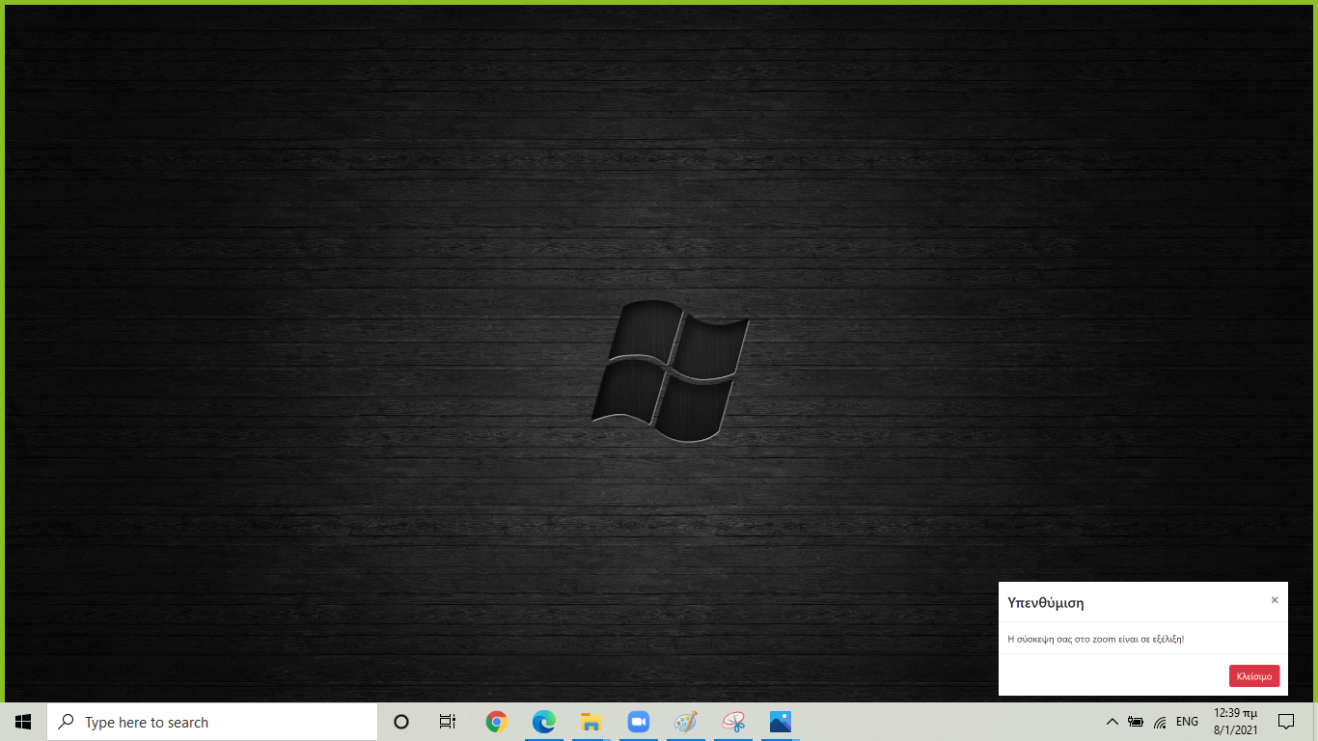 Υπενθύμιση
×
Η σύσκεψη σας στο zoom είναι σε εξέλιξη!
Κλείσιμο
Type here to search
ENG
12:39 πμ
8/1/2021